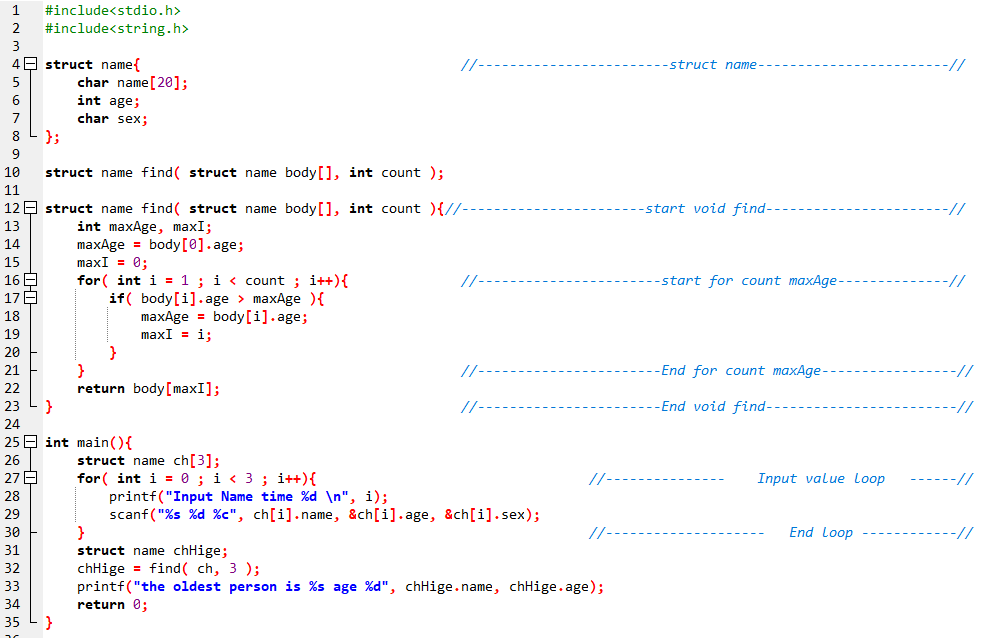 1 #include<stdio.h>
2 #include<string.h>
3
4 struct name{ //------------------------struct name------------------------//
5 char name[20];
6 int age;
7 char sex;
8 };
9
10 struct name find( struct name body[], int count );
11
12 struct name find( struct name body[], int count ){//-----------------------start void find-----------------------//
13 int maxAge, maxI;
14 maxAge = body[0].age;
15 maxI = 0;
16 for( int i = 1 ; i < count ; i++){ //-----------------------start for count maxAge--------------//
17 if( body[i].age > maxAge ){
18 maxAge = body[i].age;
19 maxI = i;
20 }
21 } //-----------------------End for count maxAge-----------------//
22 return body[maxI];
23 } //-----------------------End void find------------------------//
24
25 int main(){
26 struct name ch[3];
27 for( int i = 0 ; i < 3 ; i++){ //--------------- Input value loop ------//
28 printf("Input Name time %d \n", i);
29 scanf("%s %d %c", ch[i].name, &ch[i].age, &ch[i].sex);
30 } //-------------------- End loop ------------//
31 struct name chHige;
32 chHige = find( ch, 3 );
33 printf("the oldest person is %s age %d", chHige.name, chHige.age);
34 return 0;
35 }